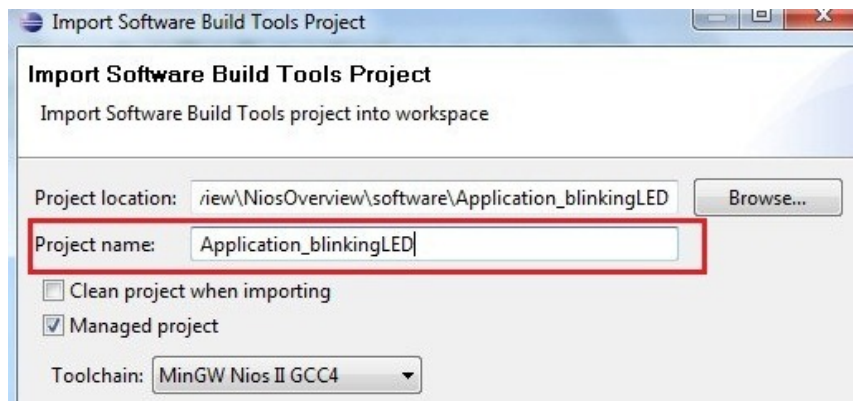 Import Software Build Tools Project
Import Software Build Tools Project
Import Software Build Tools project into workspace
Project location: /iew\NiosOverview\software\Application_blinkingLED Browse...
Project name: Application_blinkingLED
Clean project when importing
Managed project
Toolchain: MinGW Nios II GCC4